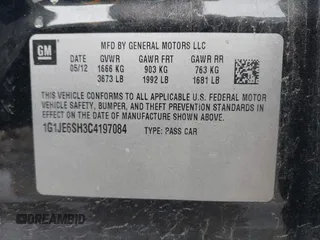 GM
MFD BY GENERAL MOTORS LLC
DATE GVWR GAWR FRT GAWR RR
05/12 1666 KG 903 KG 763 KG
3673 LB 1992 LB 1681 LB
THIS VEHICLE CONFORMS TO ALL APPLICABLE U.S. FEDERAL MOTOR
VEHICLE SAFETY, BUMPER, AND THEFT PREVENTION STANDARDS IN
EFFECT ON THE DATE OF MANUFACTURE SHOWN ABOVE.
1G1JE6SH3C4197084 TYPE: PASS CAR
DREAMBID